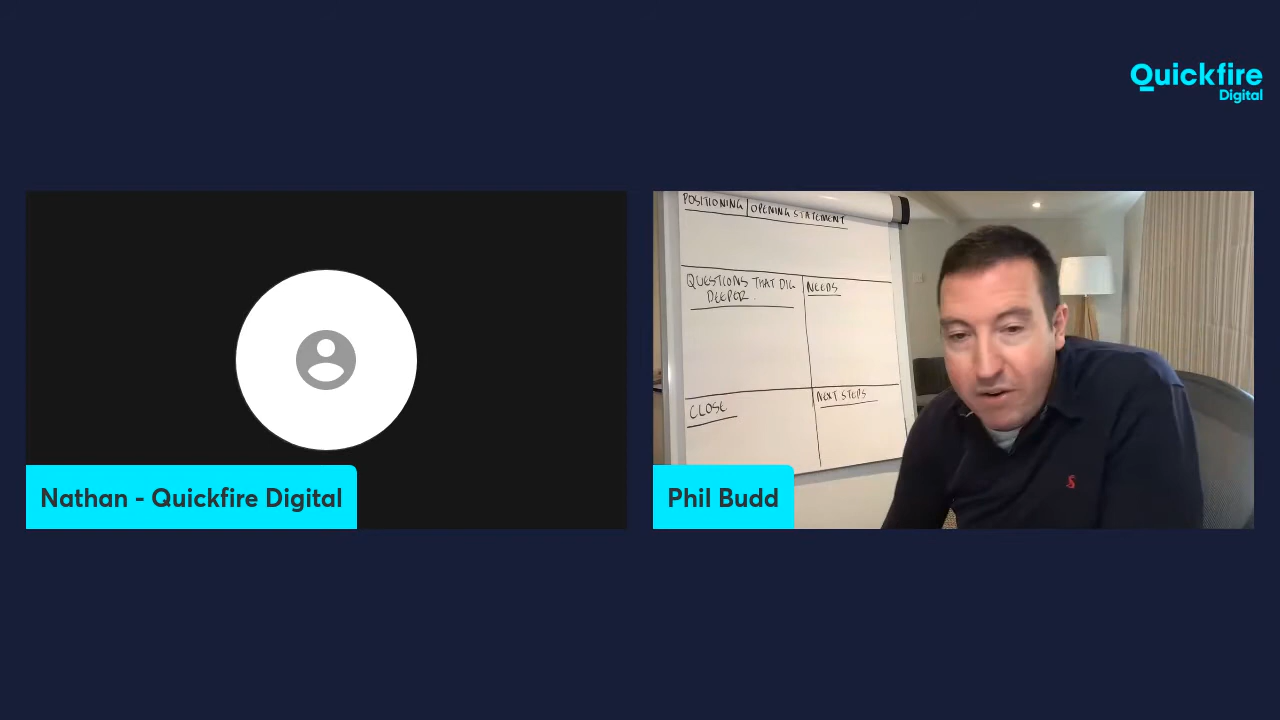 Quickfire
Digital
POSITIONING | OPENING STATEMENT
QUESTIONS THAT DIG
DEEPER.
NEEDS
CLOSE
NEXT STEPS
Nathan - Quickfire Digital
Phil Budd